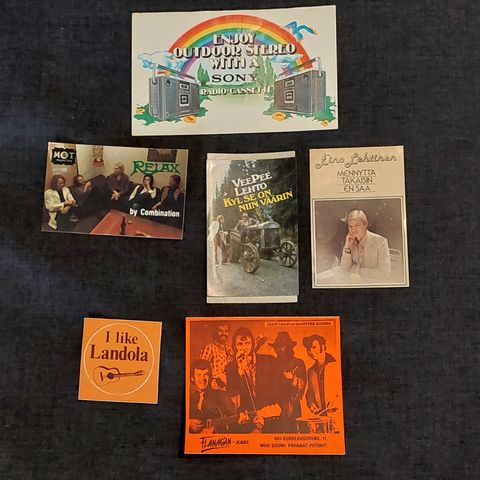 ENJOY
OUTDOOR STEREO
WITH A
SONY
RADIO-CASSETTE
HOT
RELAX
by Combination
VEEPEE
LEHTO
KYL SE ON
NIIN VÄÄRIN
Eino Lehtinen
MENNYTTÄ
TAKAISIN
EN SAA
I like
Landola
FLANAGAN - JEANS
HKI KORKEAVUORENK. 11.
MUU SUOMI: PARHAAT PUTIIKIT.